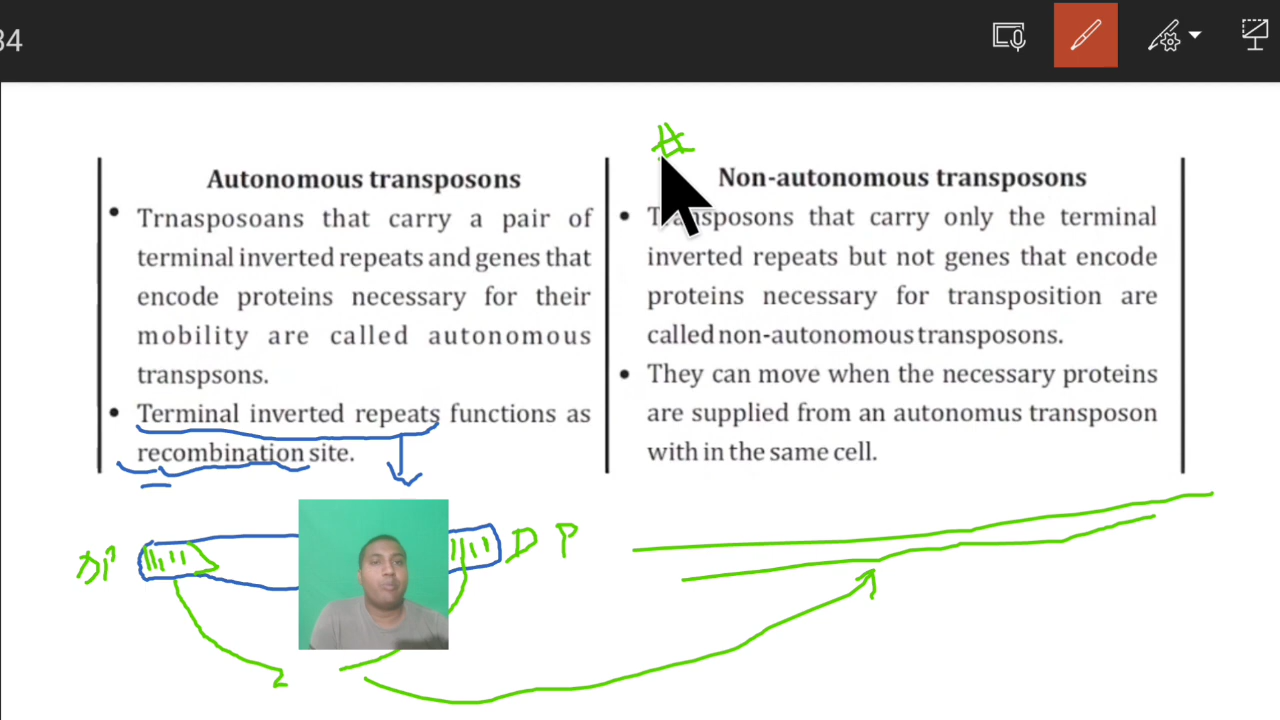 34
Autonomous transposons
• Trnasposoans that carry a pair of
terminal inverted repeats and genes that
encode proteins necessary for their
mobility are called autonomous
transpsons.
• Terminal inverted repeats functions as
recombination site.
Non-autonomous transposons
• Transposons that carry only the terminal
inverted repeats but not genes that encode
proteins necessary for transposition are
called non-autonomous transposons.
• They can move when the necessary proteins
are supplied from an autonomus transposon
with in the same cell.
DP